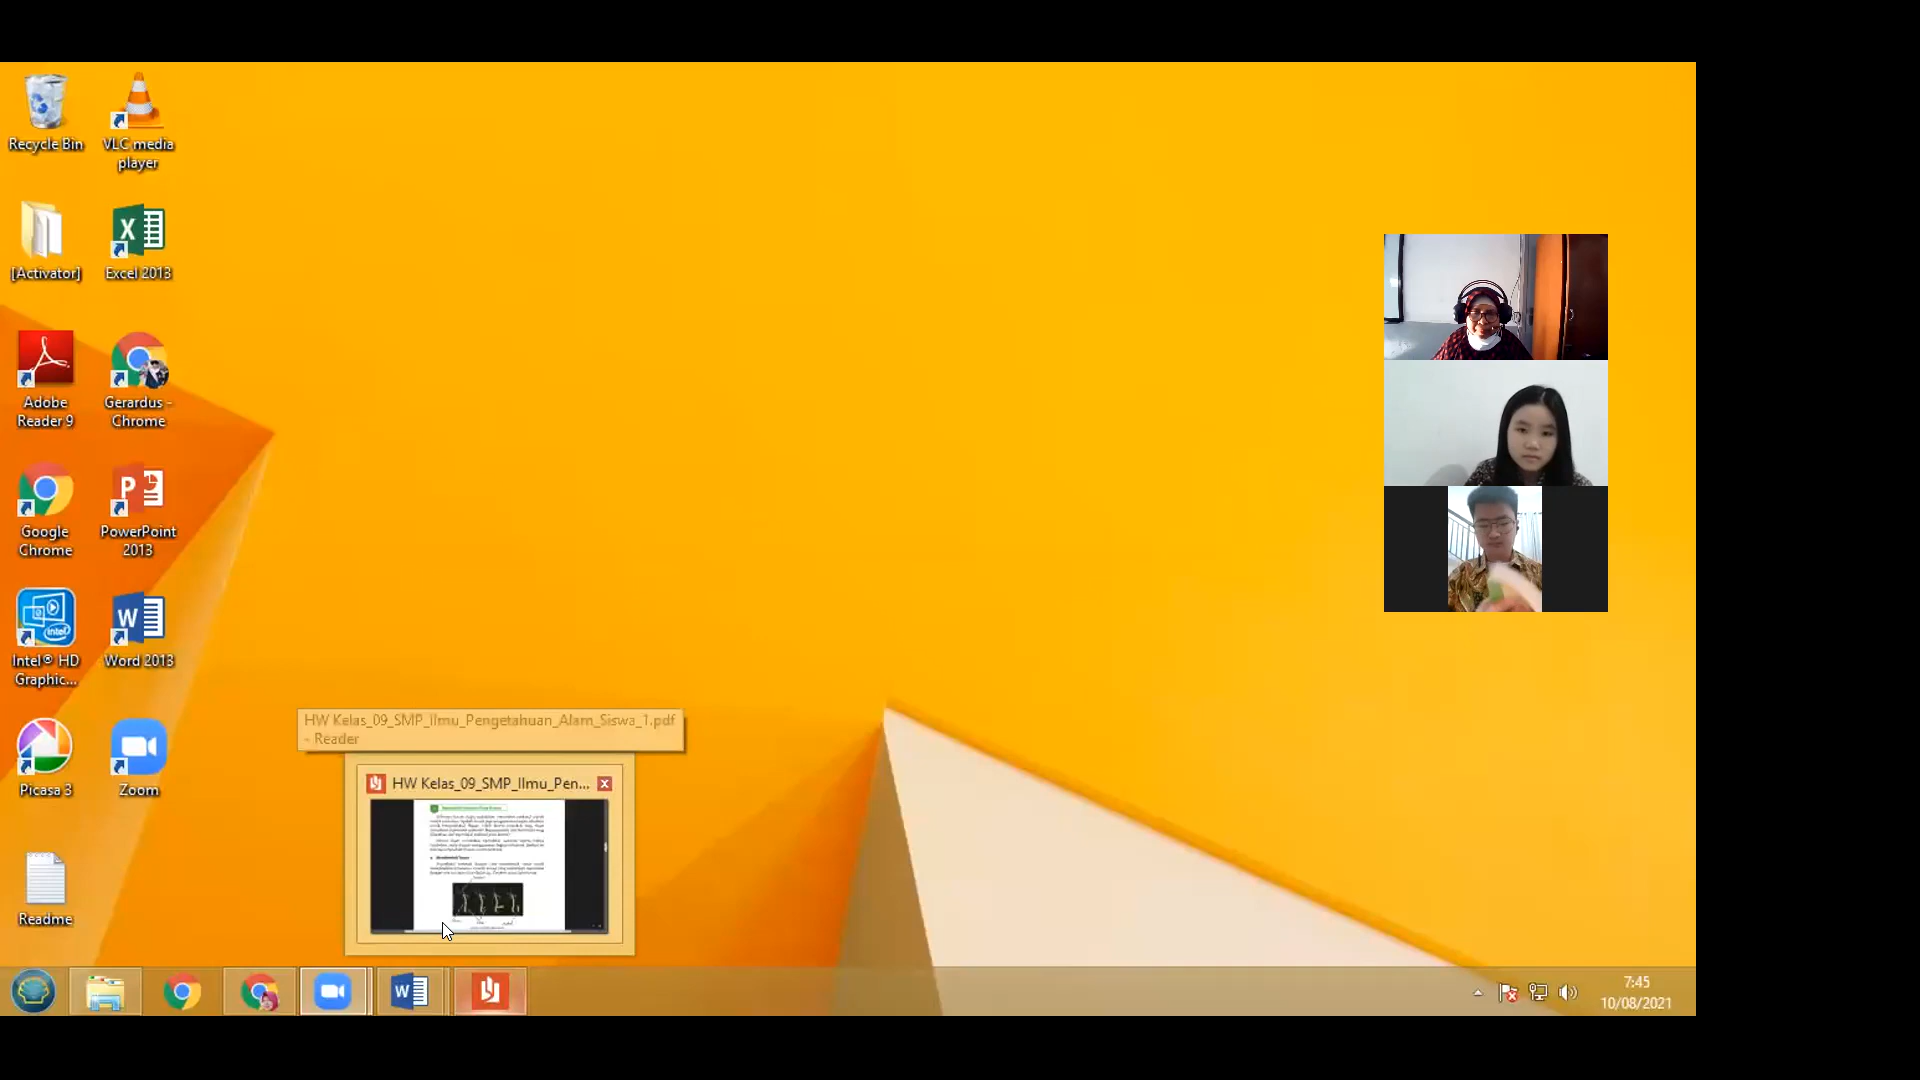 Recycle Bin
VLC media
player
[Activator]
Excel 2013
Adobe
Reader 9
Gerardus -
Chrome
Google
Chrome
PowerPoint
2013
Intel® HD
Graphic...
Word 2013
Picasa 3
Zoom
Readme
HW Kelas_09_SMP_Ilmu_Pengetahuan_Alam_Siswa_1.pdf
- Reader
HW Kelas_09_SMP_Ilmu_Pen...
7:45
10/08/2021